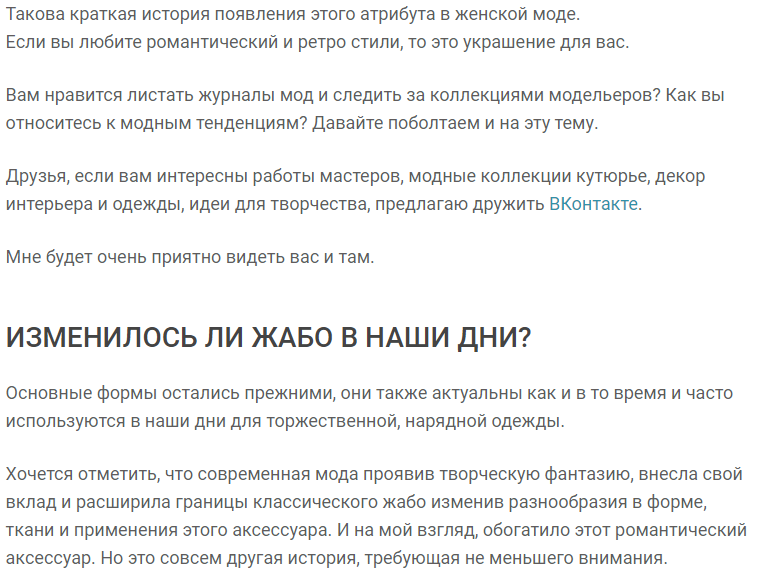 Такова краткая история появления этого атрибута в женской моде.
Если вы любите романтический и ретро стили, то это украшение для вас.
Вам нравится листать журналы мод и следить за коллекциями модельеров? Как вы
относитесь к модным тенденциям? Давайте поболтаем и на эту тему.
Друзья, если вам интересны работы мастеров, модные коллекции кутюрье, декор
интерьера и одежды, идеи для творчества, предлагаю дружить ВКонтакте.
Мне будет очень приятно видеть вас и там.
ИЗМЕНИЛОСЬ ЛИ ЖАБО В НАШИ ДНИ?
Основные формы остались прежними, они также актуальны как и в то время и часто
используются в наши дни для торжественной, нарядной одежды.
Хочется отметить, что современная мода проявив творческую фантазию, внесла свой
вклад и расширила границы классического жабо изменив разнообразия в форме,
ткани и применения этого аксессуара. И на мой взгляд, обогатило этот романтический
аксессуар. Но это совсем другая история, требующая не меньшего внимания.